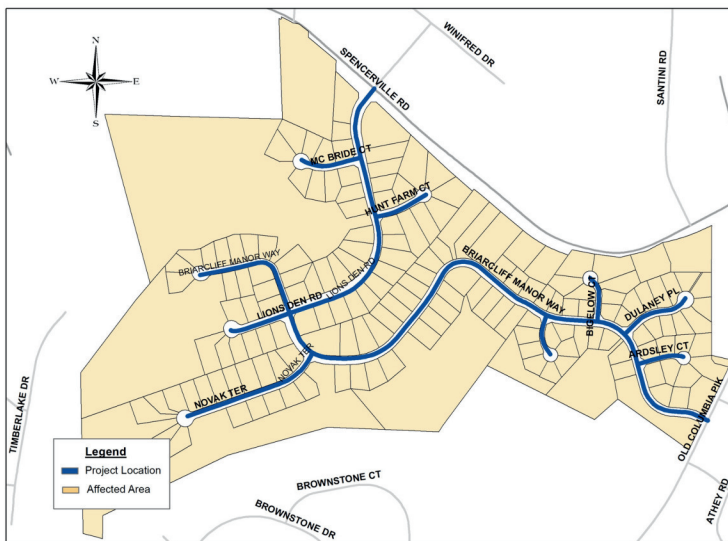 WINIFRED DR
SPENCERVILLE RD
SANTINI RD
N
W E
S
MC BRIDE CT
HUNT FARM CT
BRIARCLIFF MANOR WAY
BRIARCLIFF MANOR WAY
LIONS DEN RD
LIONS DEN RD
BIGELOW CT
DULANEY PL
ARDSLEY CT
NOVAK TER
NOVAK TER
TIMBERLAKE DR
OLD COLUMBIA PIK
ATHEY RD
BROWNSTONE CT
BROWNSTONE DR
Legend
Project Location
Affected Area